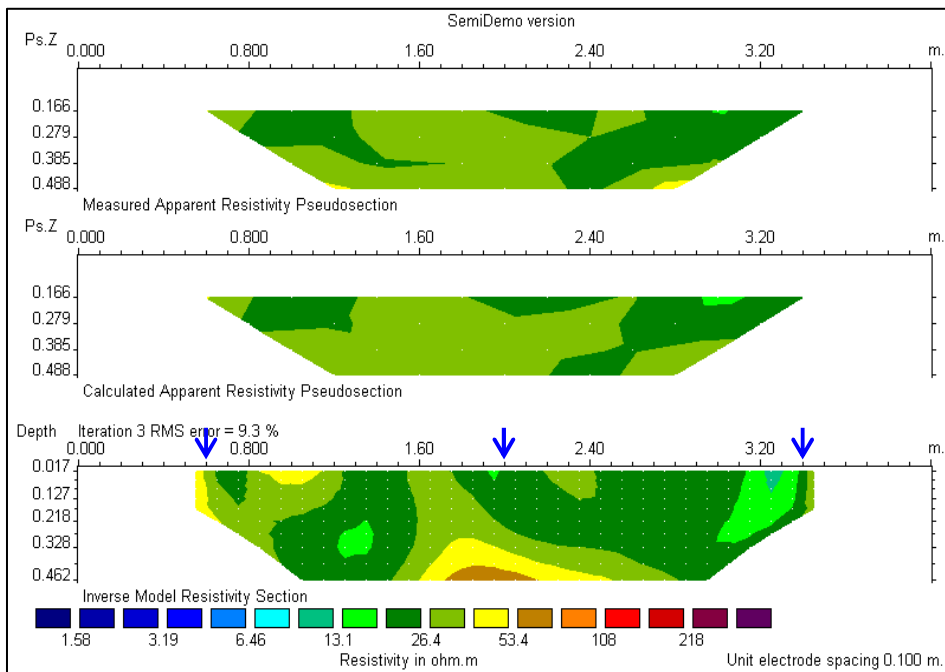 SemiDemo version
Ps.Z 0.000 0.800 1.60 2.40 3.20 m.
0.166
0.279
0.385
0.488
Measured Apparent Resistivity Pseudosection
Ps.Z 0.000 0.800 1.60 2.40 3.20 m.
0.166
0.279
0.385
0.488
Calculated Apparent Resistivity Pseudosection
Depth Iteration 3 RMS error = 9.3 %
0.000 0.800 1.60 2.40 3.20 m.
0.017
0.127
0.218
0.328
0.462
Inverse Model Resistivity Section
1.58 3.19 6.46 13.1 26.4 53.4 108 218
Resistivity in ohm.m Unit electrode spacing 0.100 m.